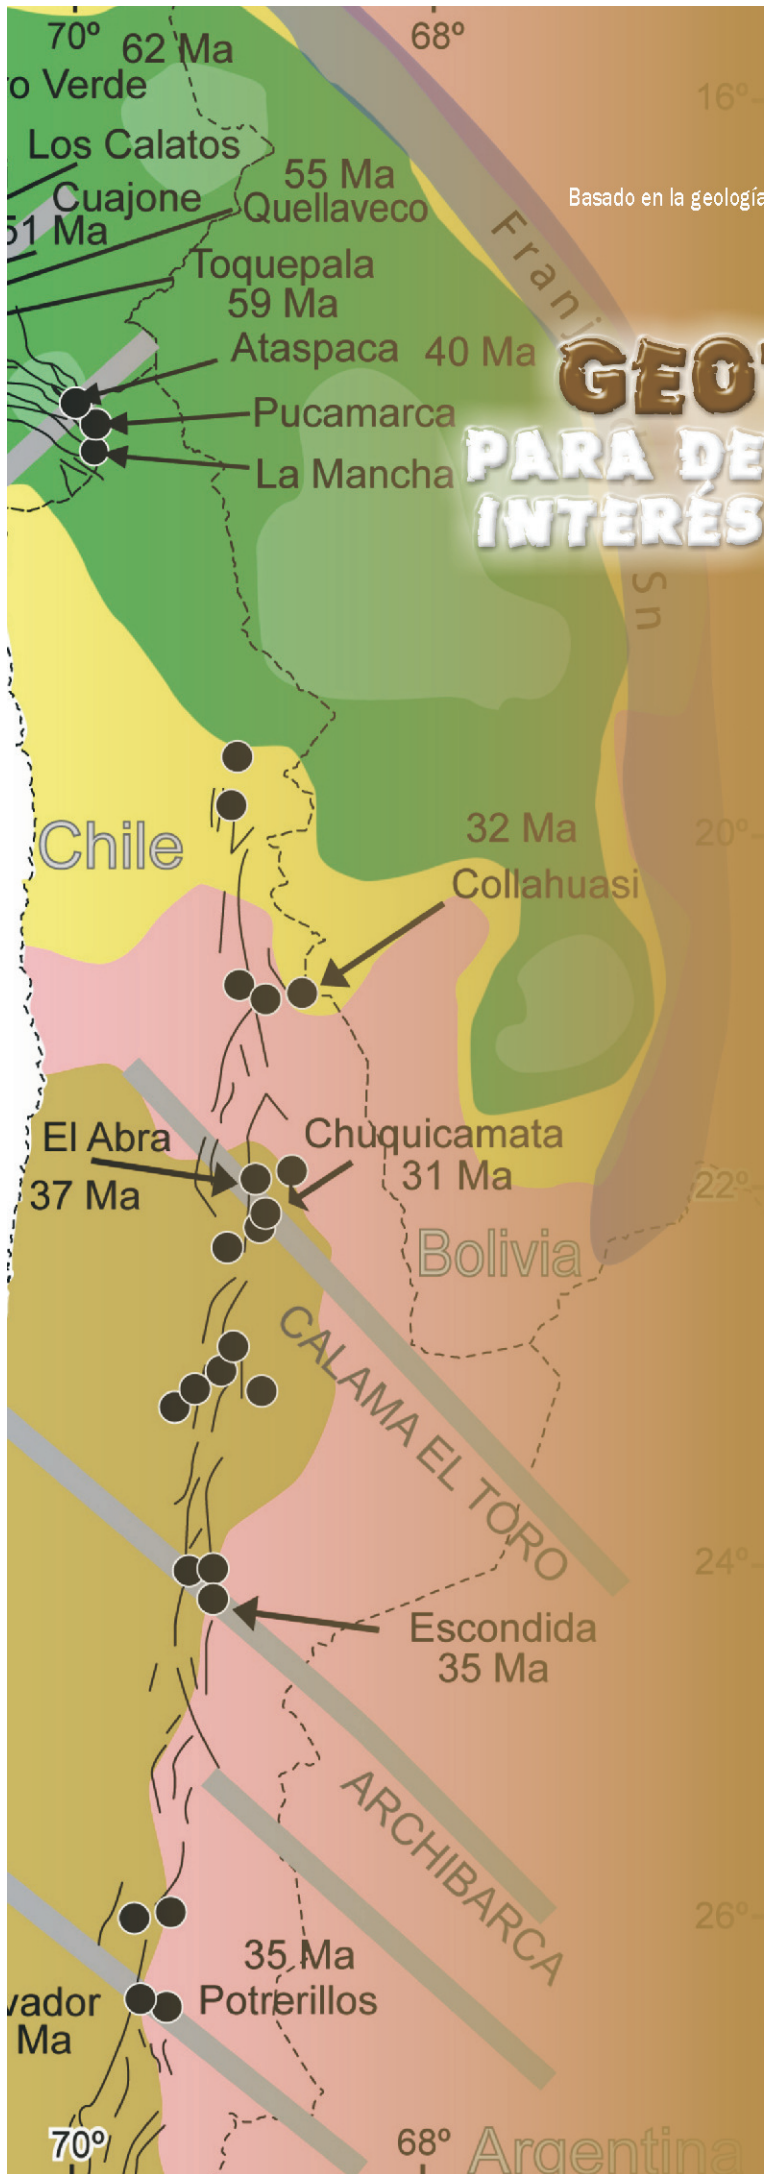 70º
68º
62 Ma
ro Verde
16º
Los Calatos
55 Ma
Cuajone
Quellaveco
51 Ma
Basado en la geología
Franj
Toquepala
59 Ma
Ataspaca 40 Ma
GEO
Pucamarca
PARA DE
La Mancha
INTERÉS
Sn
Chile
32 Ma
20º
Collahuasi
El Abra
Chuquicamata
37 Ma
31 Ma
22º
Bolivia
CALAMA EL TORO
24º
Escondida
35 Ma
ARCHIBARCA
26º
35 Ma
vador
Potrerillos
Ma
70º
68º
Argentina